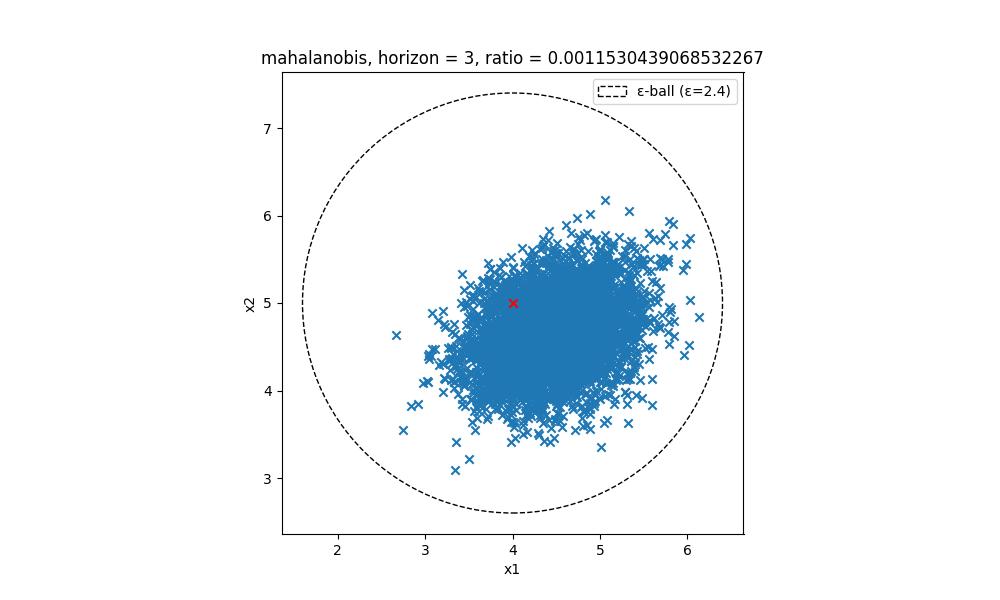 mahalanobis, horizon = 3, ratio = 0.0011530439068532267
ε-ball (ε=2.4)
7
6
5
4
3
x2
2 3 4 5 6
x1